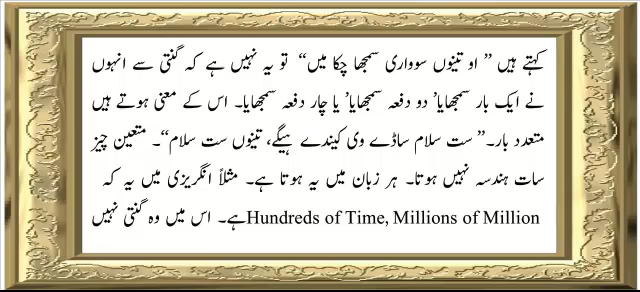 کہتے ہیں ” او تینوں سوواری سمجھا چکا میں“ تو یہ نہیں ہے کہ گنتی سے انہوں
نے ایک بار سمجھایا’ دو دفعہ سمجھایا’ یا چار دفعہ سمجھایا۔ اس کے معنی ہوتے ہیں
متعدد بار۔” ست سلام ساڈے وی کیندے ہیگے، تینوں ست سلام“۔ متعین چیز
سات ہندسہ نہیں ہوتا۔ ہر زبان میں یہ ہوتا ہے۔ مثلاً انگریزی میں یہ کہ
Hundreds of Time, Millions of Million ہے۔ اس میں وہ گنتی نہیں